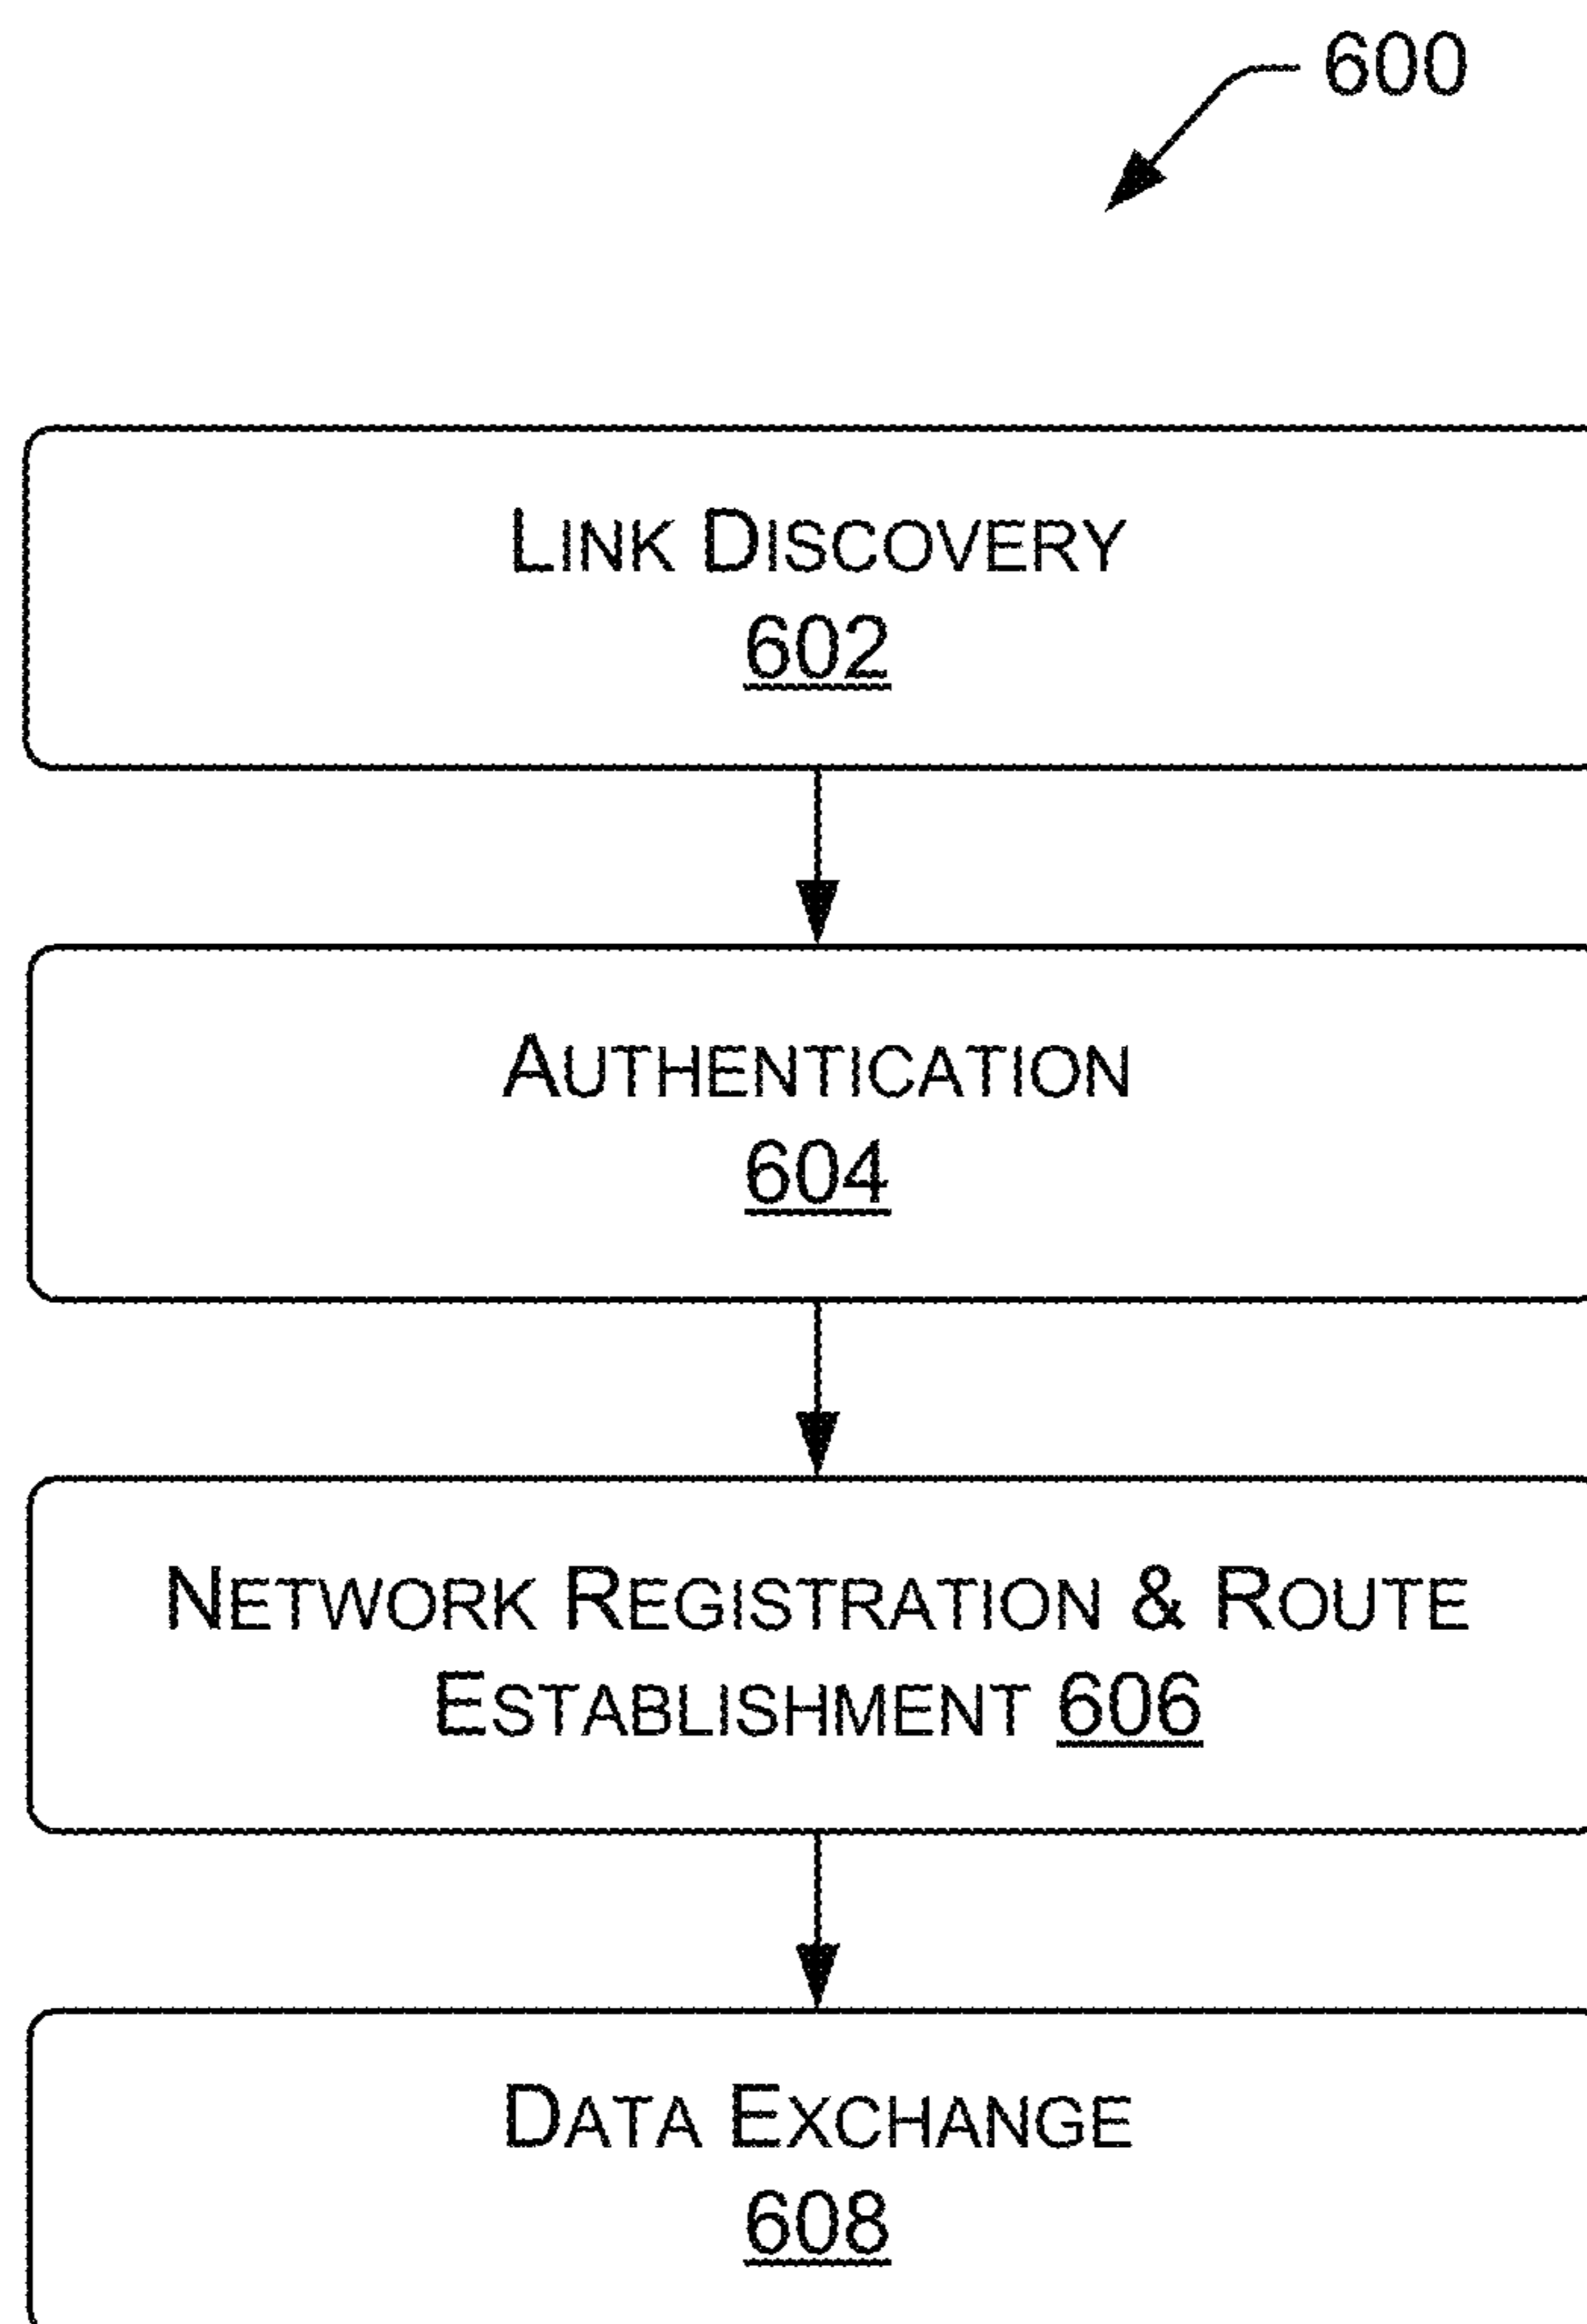 600
LINK DISCOVERY
602
AUTHENTICATION
604
NETWORK REGISTRATION & ROUTE
ESTABLISHMENT 606
DATA EXCHANGE
608